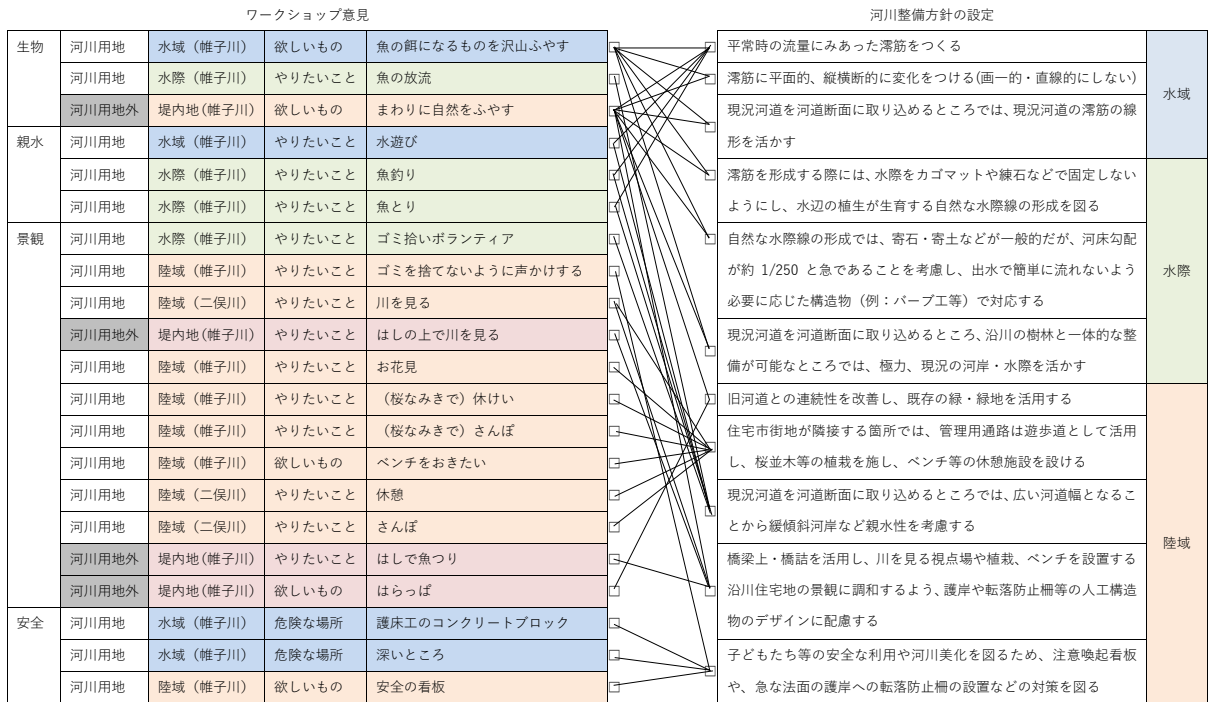 ワークショップ意見
生物 河川用地 水域（帷子川） 欲しいもの 魚の餌になるものを沢山ふやす
河川用地 水際（帷子川） やりたいこと 魚の放流
河川用地外 堤内地(帷子川) 欲しいもの まわりに自然をふやす
親水 河川用地 水域（帷子川） やりたいこと 水遊び
河川用地 水際（帷子川） やりたいこと 魚釣り
河川用地 水際（帷子川） やりたいこと 魚とり
景観 河川用地 水際（帷子川） やりたいこと ゴミ拾いボランティア
河川用地 陸域（帷子川） やりたいこと ゴミを捨てないように声かけする
河川用地 陸域（二俣川） やりたいこと 川を見る
河川用地外 堤内地(帷子川) やりたいこと はしの上で川を見る
河川用地 陸域（帷子川） やりたいこと お花見
河川用地 陸域（帷子川） やりたいこと （桜なみきで）休けい
河川用地 陸域（帷子川） やりたいこと （桜なみきで）さんぽ
河川用地 陸域（帷子川） 欲しいもの ベンチをおきたい
河川用地 陸域（二俣川） やりたいこと 休憩
河川用地 陸域（二俣川） やりたいこと さんぽ
河川用地外 堤内地(帷子川) やりたいこと はしで魚つり
河川用地外 堤内地(帷子川) 欲しいもの はらっぱ
安全 河川用地 水域（帷子川） 危険な場所 護床工のコンクリートブロック
河川用地 水域（帷子川） 危険な場所 深いところ
河川用地 陸域（帷子川） 欲しいもの 安全の看板
河川整備方針の設定
平常時の流量にみあった澪筋をつくる
澪筋に平面的、縦横断的に変化をつける(画一的・直線的にしない)
現況河道を河道断面に取り込めるところでは、現況河道の澪筋の線
形を活かす
水域
澪筋を形成する際には、水際をカゴマットや練石などで固定しない
ようにし、水辺の植生が生育する自然な水際線の形成を図る
自然な水際線の形成では、寄石・寄土などが一般的だが、河床勾配
が約 1/250 と急であることを考慮し、出水で簡単に流れないよう
必要に応じた構造物（例：バーブ工等）で対応する
現況河道を河道断面に取り込めるところ、沿川の樹林と一体的な整
備が可能なところでは、極力、現況の河岸・水際を活かす
水際
旧河道との連続性を改善し、既存の緑・緑地を活用する
住宅市街地が隣接する箇所では、管理用通路は遊歩道として活用
し、桜並木等の植栽を施し、ベンチ等の休憩施設を設ける
現況河道を河道断面に取り込めるところでは、広い河道幅となるこ
とから緩傾斜河岸など親水性を考慮する
橋梁上・橋詰を活用し、川を見る視点場や植栽、ベンチを設置する
沿川住宅地の景観に調和するよう、護岸や転落防止柵等の人工構造
物のデザインに配慮する
子どもたち等の安全な利用や河川美化を図るため、注意喚起看板
や、急な法面の護岸への転落防止柵の設置などの対策を図る
陸域